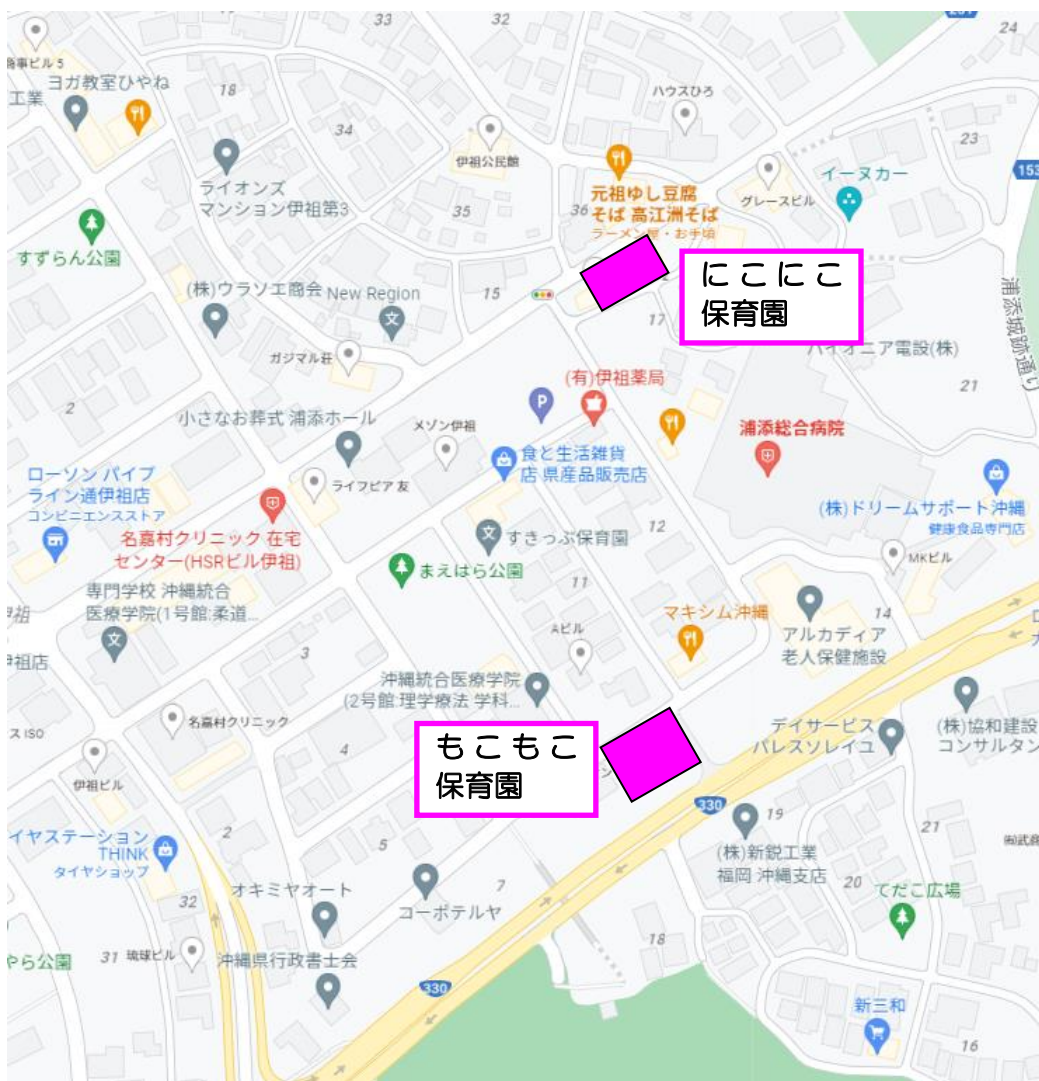 33
32
24
商事ビル 5
ヨガ教室ひやね
工業
18
ハウスひろ
34
伊祖公民館
23
153
ライオンズ
マンション伊祖第3
元祖ゆし豆腐
そば 高江洲そば
ラーメン屋・お手頃
イーヌカー
グレースビル
35
36
すずらん公園
にこにこ
保育園
(株)ウラソエ商会
New Region
15
17
浦添城跡通り
パイオニア電設(株)
ガジマル荘
(有)伊祖薬局
21
2
小さなお葬式 浦添ホール
メゾン伊祖
P
浦添総合病院
食と生活雑貨
店 県産品販売店
ローソン パイプ
ライン通伊祖店
コンビニエンスストア
ライフピア友
(株)ドリームサポート沖縄
健康食品専門店
名嘉村クリニック 在宅
センター(HSRビル伊祖)
すきっぷ保育園
12
MKビル
まえはら公園
11
専門学校 沖縄統合
医療学院(1号館:柔道...
マキシム沖縄
14
Aビル
アルカディア
老人保健施設
3
沖縄統合医療学院
(2号館:理学療法 学科...
名嘉村クリニック
デイサービス
パレスソレイユ
(株)協和建設
コンサルタン
ス ISO
もこもこ
保育園
4
伊祖ビル
330
19
21
イヤステーション
THINK
タイヤショップ
2
5
(株)新鋭工業
福岡 沖縄支店
20
てだこ広場
オキミヤオート
7
コーポテルヤ
32
18
やら公園
31
琉球ビル
沖縄県行政書士会
330
新三和
16